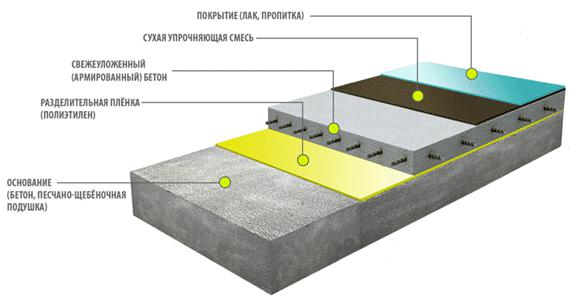 ПОКРЫТИЕ (ЛАК, ПРОПИТКА)
СУХАЯ УПРОЧНЯЮЩАЯ СМЕСЬ
СВЕЖЕУЛОЖЕННЫЙ
(АРМИРОВАННЫЙ) БЕТОН
РАЗДЕЛИТЕЛЬНАЯ ПЛЁНКА
(ПОЛИЭТИЛЕН)
ОСНОВАНИЕ
(БЕТОН, ПЕСЧАНО-ЩЕБЁНОЧНАЯ
ПОДУШКА)